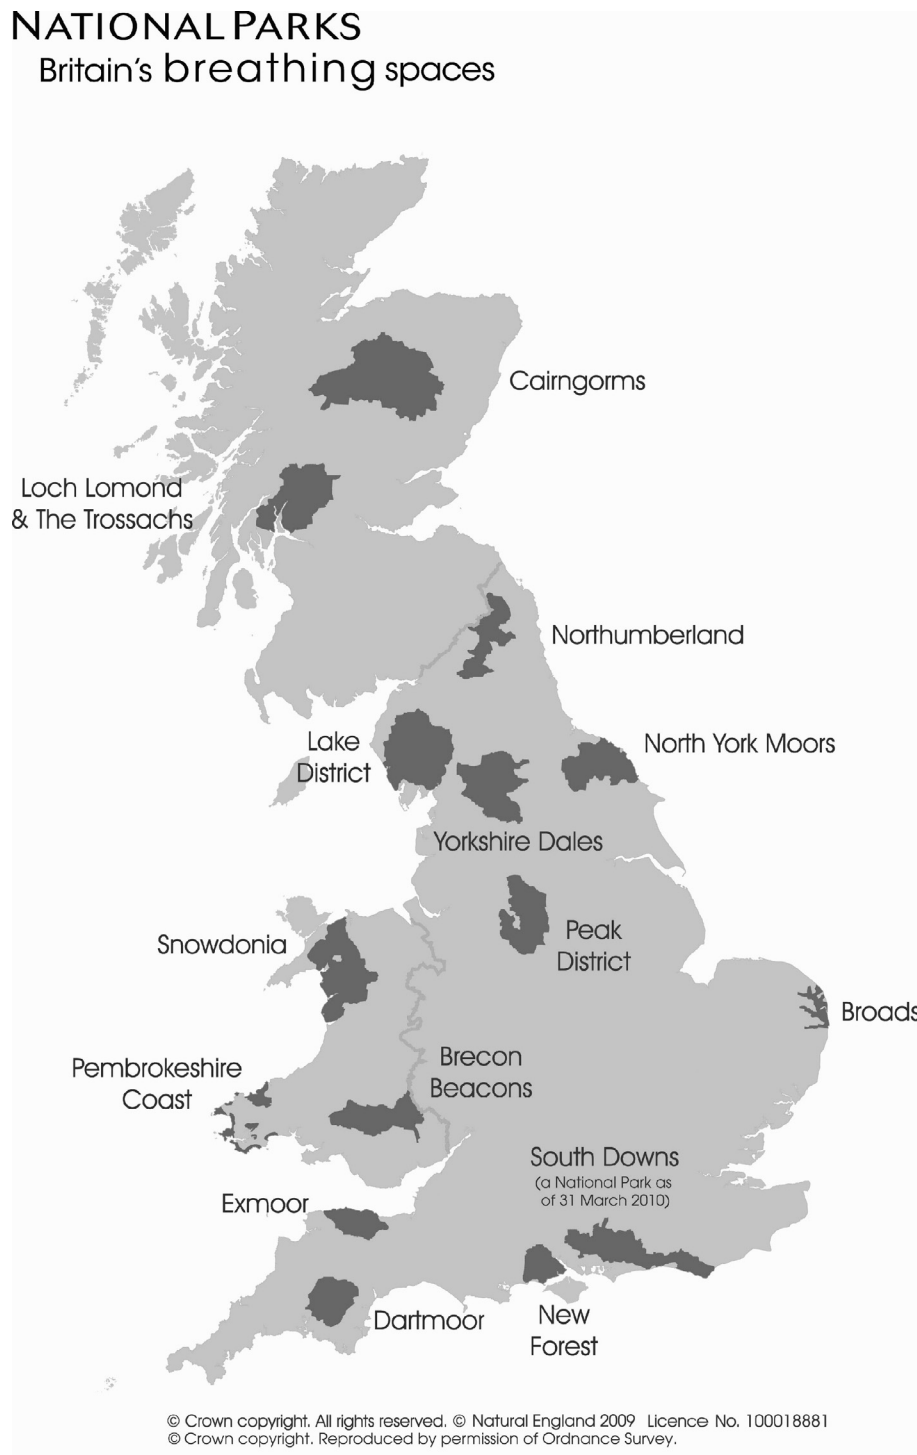 NATIONAL PARKS
Britain's breathing spaces
Cairngorms
Loch Lomond
& The Trossachs
Northumberland
Lake
District
North York Moors
Yorkshire Dales
Peak
District
Snowdonia
Broads
Pembrokeshire
Coast
Brecon
Beacons
South Downs
(a National Park as
of 31 March 2010)
Exmoor
Dartmoor
New
Forest
© Crown copyright. All rights reserved. © Natural England 2009 Licence No. 100018881
© Crown copyright. Reproduced by permission of Ordnance Survey.